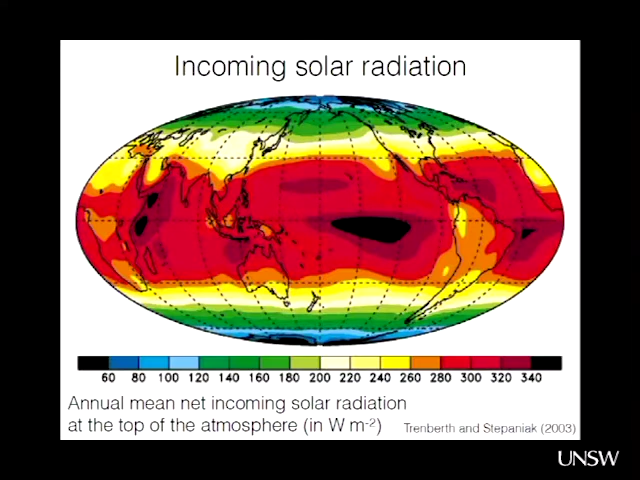 Incoming solar radiation
60 80 100 120 140 160 180 200 220 240 260 280 300 320 340
Annual mean net incoming solar radiation
at the top of the atmosphere (in W m-2)
Trenberth and Stepaniak (2003)
UNSW